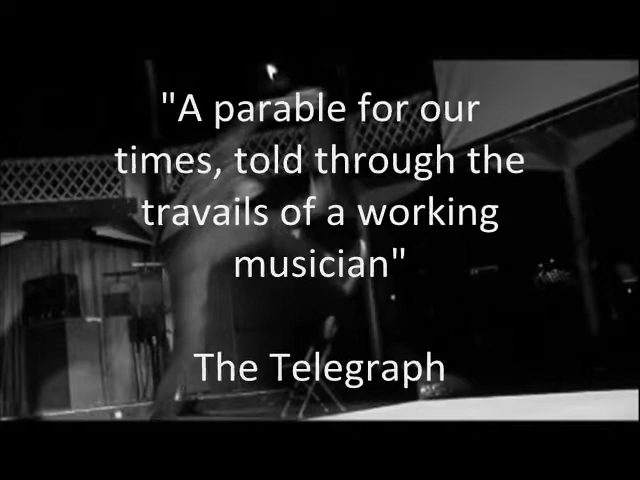 "A parable for our
times, told through the
travails of a working
musician"
The Telegraph